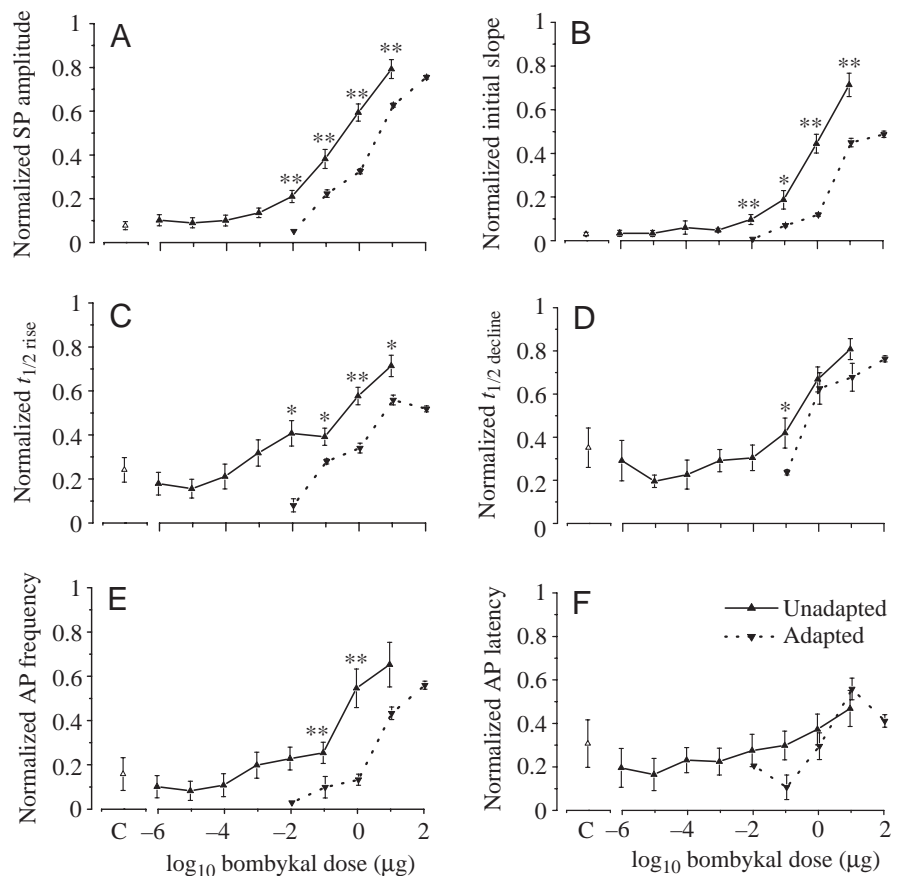 A
Normalized SP amplitude
1
0.8
0.6
0.4
0.2
0
**
**
**
**
B
Normalized initial slope
1
0.8
0.6
0.4
0.2
0
**
*
**
**
C
Normalized t1/2 rise
1
0.8
0.6
0.4
0.2
0
*
*
**
*
D
Normalized t1/2 decline
1
0.8
0.6
0.4
0.2
0
*
E
Normalized AP frequency
1
0.8
0.6
0.4
0.2
0
**
**
C –6 –4 –2 0 2
log10 bombykal dose (μg)
F
Normalized AP latency
1
0.8
0.6
0.4
0.2
0
Unadapted
Adapted
C –6 –4 –2 0 2
log10 bombykal dose (μg)